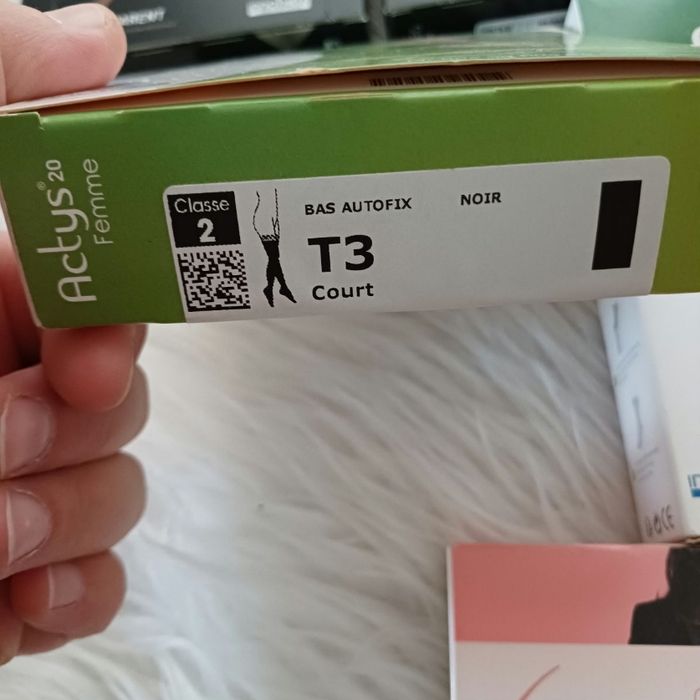 Actys® 20
Femme
Classe
2
BAS AUTOFIX NOIR
T3
Court